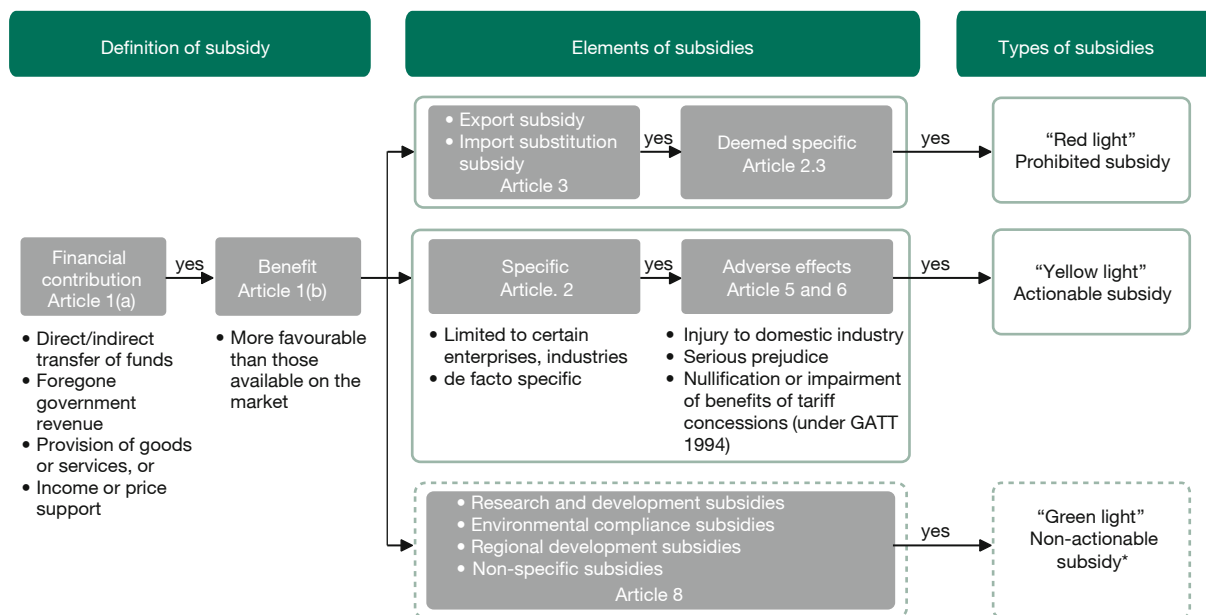 Definition of subsidy
Elements of subsidies
Types of subsidies
• Export subsidy
• Import substitution
subsidy
Article 3
yes
Deemed specific
Article 2.3
yes
“Red light”
Prohibited subsidy
Financial
contribution
Article 1(a)
yes
Benefit
Article 1(b)
Specific
Article. 2
yes
Adverse effects
Article 5 and 6
yes
“Yellow light”
Actionable subsidy
• Direct/indirect
transfer of funds
• Foregone
government
revenue
• Provision of goods
or services, or
• Income or price
support
• More favourable
than those
available on the
market
• Limited to certain
enterprises, industries
• de facto specific
• Injury to domestic industry
• Serious prejudice
• Nullification or impairment
of benefits of tariff
concessions (under GATT
1994)
• Research and development subsidies
• Environmental compliance subsidies
• Regional development subsidies
• Non-specific subsidies
Article 8
yes
“Green light”
Non-actionable
subsidy*